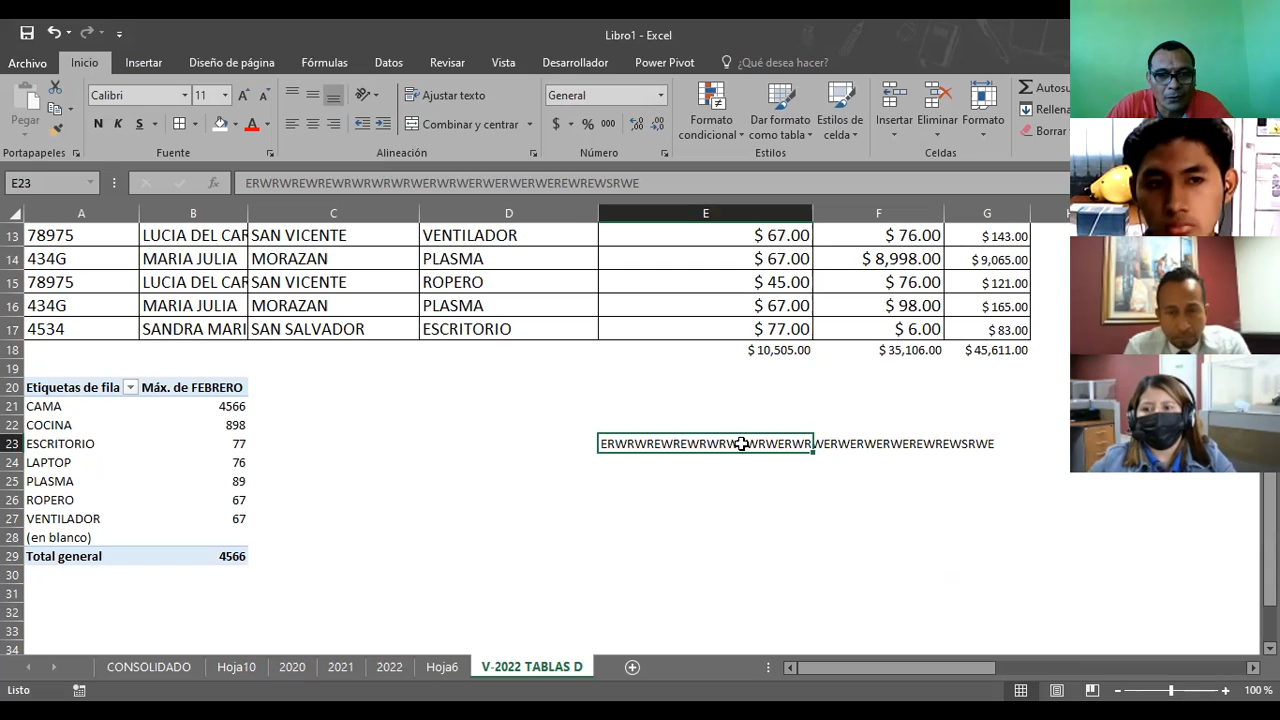 Libro1 - Excel
Archivo Inicio Insertar Diseño de página Fórmulas Datos Revisar Vista Desarrollador Power Pivot ¿Qué desea hacer?
Pegar
Calibri 11
N K S
Ajustar texto
Combinar y centrar
General
$ % 000
Formato condicional
Dar formato como tabla
Estilos de celda
Insertar Eliminar Formato
Autosu
Rellena
Borrar
Portapapeles Fuente Alineación Número Estilos Celdas
E23 fx ERWRWREWREWRWRWRWRWERWRWERWERWERWEREWREWSRWE
A B C D E F G
13 78975 LUCIA DEL CAR SAN VICENTE VENTILADOR $ 67.00 $ 76.00 $ 143.00
14 434G MARIA JULIA MORAZAN PLASMA $ 67.00 $ 8,998.00 $ 9,065.00
15 78975 LUCIA DEL CAR SAN VICENTE ROPERO $ 45.00 $ 76.00 $ 121.00
16 434G MARIA JULIA MORAZAN PLASMA $ 67.00 $ 98.00 $ 165.00
17 4534 SANDRA MARI SAN SALVADOR ESCRITORIO $ 77.00 $ 6.00 $ 83.00
18 $ 10,505.00 $ 35,106.00 $ 45,611.00
19
20 Etiquetas de fila Máx. de FEBRERO
21 CAMA 4566
22 COCINA 898
23 ESCRITORIO 77
24 LAPTOP 76
25 PLASMA 89
26 ROPERO 67
27 VENTILADOR 67
28 (en blanco)
29 Total general 4566
30
31
32
33
34
CONSOLIDADO Hoja10 2020 2021 2022 Hoja6 V-2022 TABLAS D
Listo 100 %